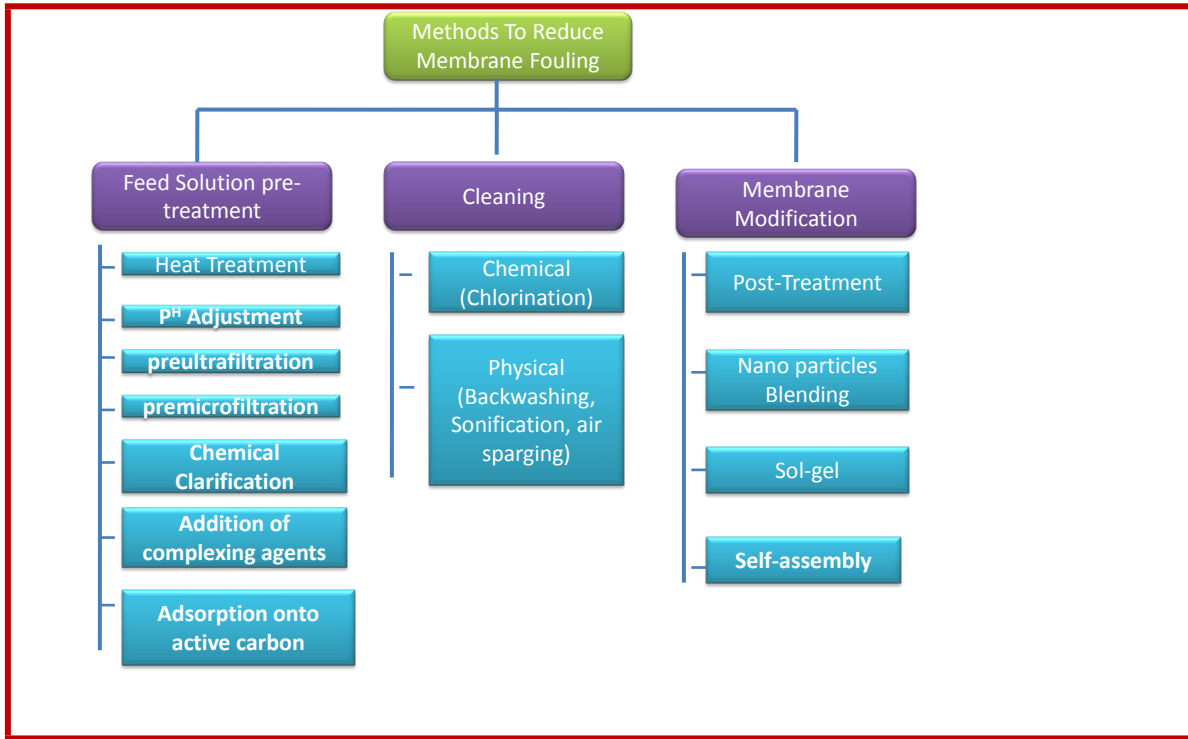 Methods To Reduce
Membrane Fouling
Feed Solution pre-
treatment
Heat Treatment
Pᴴ Adjustment
preultrafiltration
premicrofiltration
Chemical
Clarification
Addition of
complexing agents
Adsorption onto
active carbon
Cleaning
Chemical
(Chlorination)
Physical
(Backwashing,
Sonification, air
sparging)
Membrane
Modification
Post-Treatment
Nano particles
Blending
Sol-gel
Self-assembly